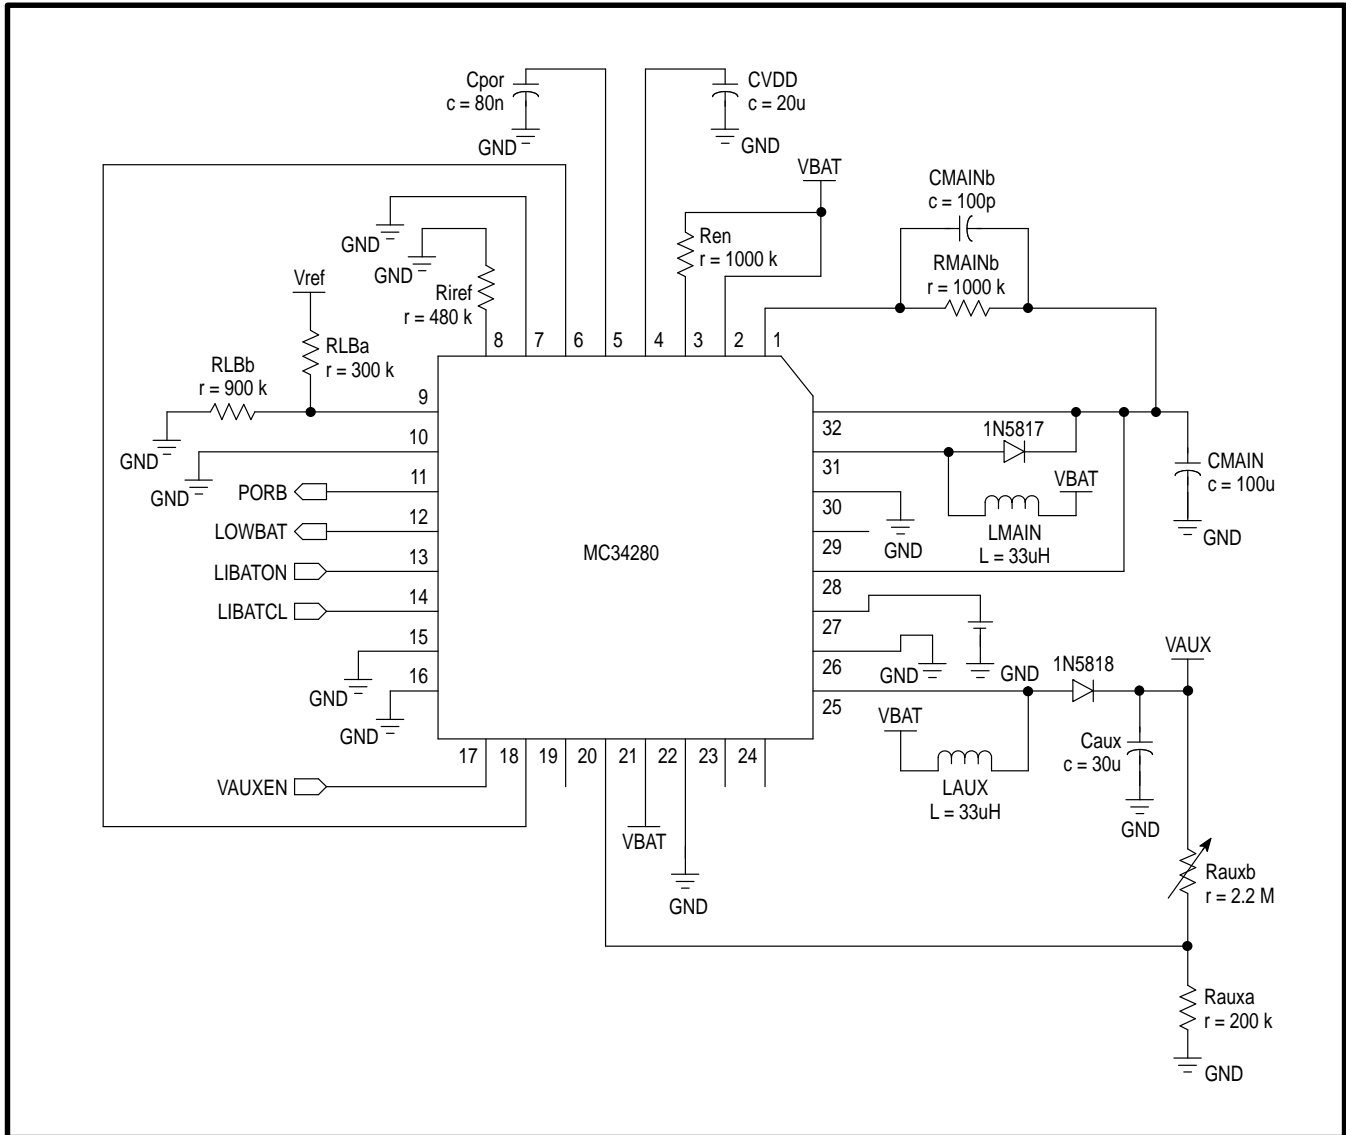 Cpor
c = 80n
GND
CVDD
c = 20u
GND
VBAT
CMAINb
c = 100p
RMAINb
r = 1000 k
Ren
r = 1000 k
GND
GND
Riref
r = 480 k
Vref
RLBa
r = 300 k
RLBb
r = 900 k
GND
8
7
6
5
4
3
2
1
9
10
11
12
13
14
15
16
GND
PORB
LOWBAT
LIBATON
LIBATCL
GND
GND
MC34280
32
31
30
29
28
27
26
25
1N5817
VBAT
LMAIN
L = 33uH
GND
CMAIN
c = 100u
GND
GND
GND
1N5818
VAUX
VBAT
LAUX
L = 33uH
Caux
c = 30u
GND
17
18
19
20
21
22
23
24
VAUXEN
VBAT
GND
Rauxb
r = 2.2 M
Rauxa
r = 200 k
GND